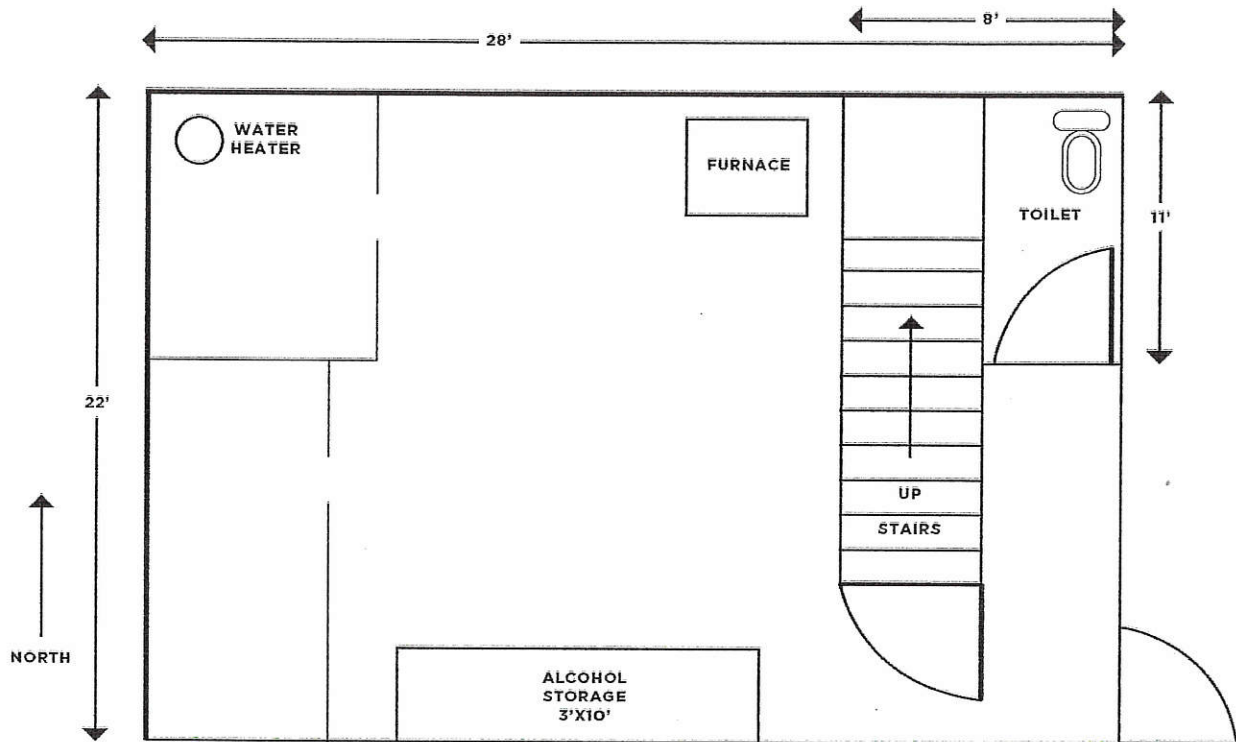 8'
28'
WATER
HEATER
FURNACE
TOILET
11'
22'
UP
STAIRS
NORTH
ALCOHOL
STORAGE
3'X10'